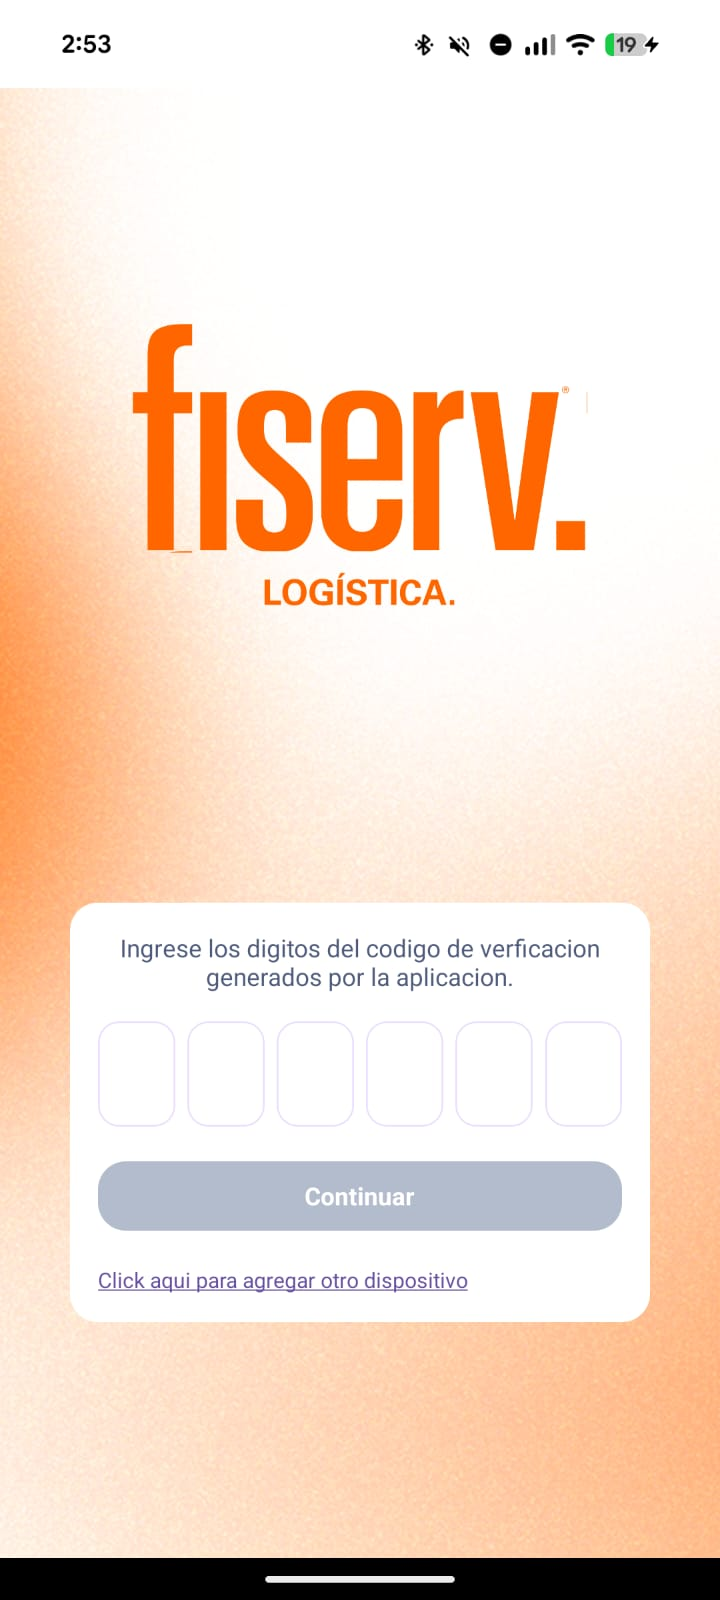 2:53
19
fiserv.®
LOGÍSTICA.
Ingrese los digitos del codigo de verficacion
generados por la aplicacion.
Continuar
Click aqui para agregar otro dispositivo